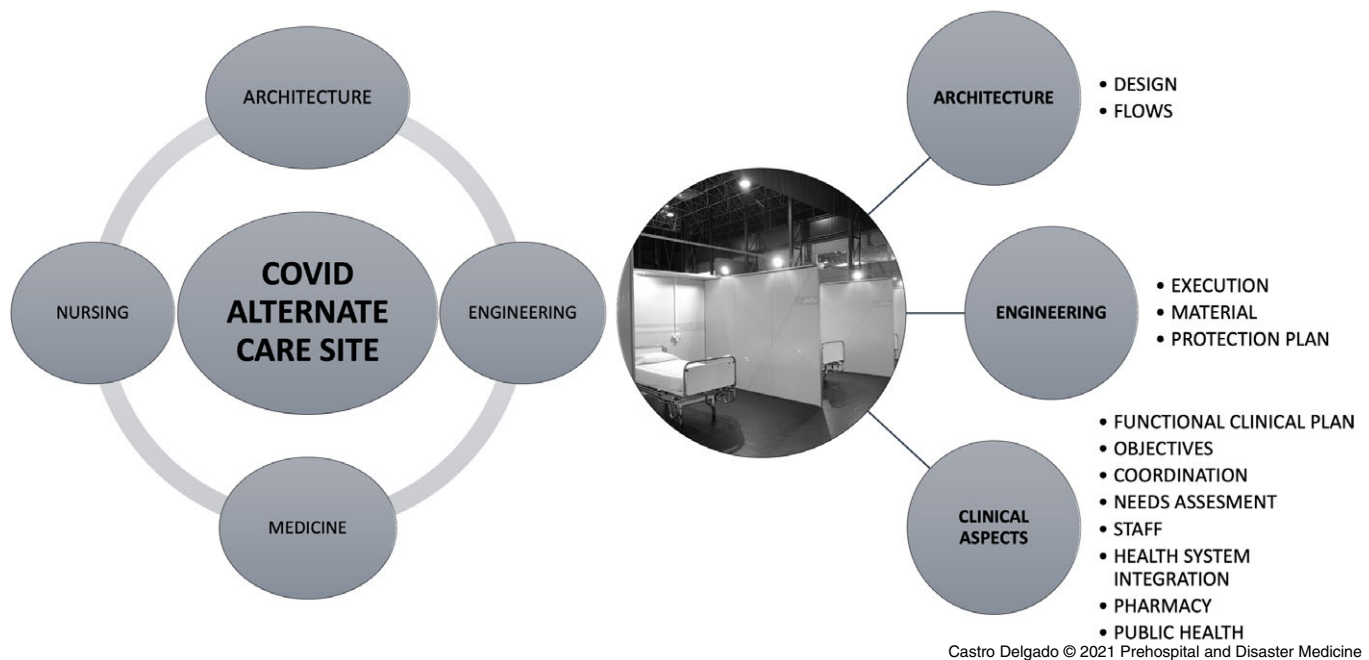 ARCHITECTURE
NURSING
COVID
ALTERNATE
CARE SITE
ENGINEERING
MEDICINE
ARCHITECTURE
• DESIGN
• FLOWS
ENGINEERING
• EXECUTION
• MATERIAL
• PROTECTION PLAN
CLINICAL
ASPECTS
• FUNCTIONAL CLINICAL PLAN
• OBJECTIVES
• COORDINATION
• NEEDS ASSESMENT
• STAFF
• HEALTH SYSTEM
INTEGRATION
• PHARMACY
• PUBLIC HEALTH
Castro Delgado © 2021 Prehospital and Disaster Medicine